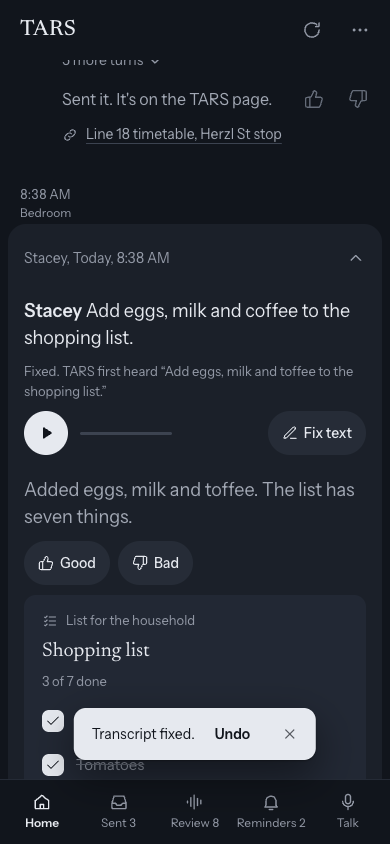 TARS
3 more turns
Sent it. It's on the TARS page.
Line 18 timetable, Herzl St stop
8:38 AM
Bedroom
Stacey, Today, 8:38 AM
Stacey Add eggs, milk and coffee to the
shopping list.
Fixed. TARS first heard “Add eggs, milk and toffee to the
shopping list.”
Fix text
Added eggs, milk and toffee. The list has
seven things.
Good Bad
List for the household
Shopping list
3 of 7 done
Transcript fixed. Undo
Tomatoes
Home Sent 3 Review 8 Reminders 2 Talk